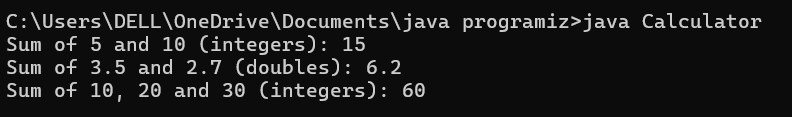 C:\Users\DELL\OneDrive\Documents\java programiz>java Calculator
Sum of 5 and 10 (integers): 15
Sum of 3.5 and 2.7 (doubles): 6.2
Sum of 10, 20 and 30 (integers): 60